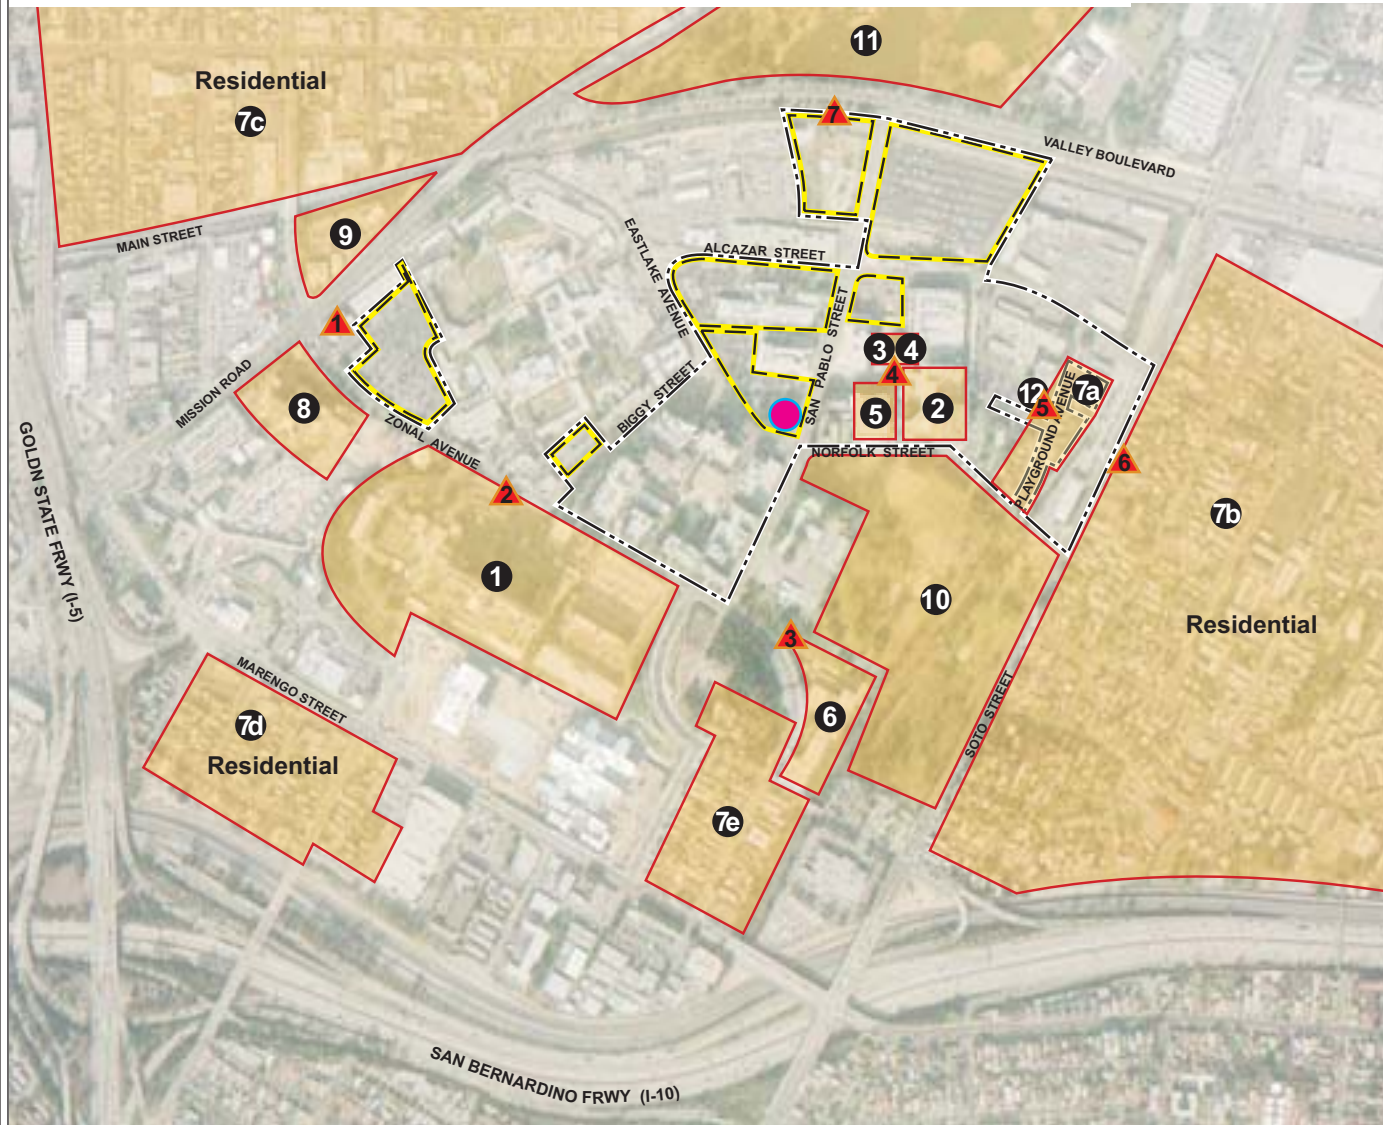 11
Residential
7c
7
VALLEY BOULEVARD
9
MAIN STREET
EASTLAKE AVENUE
ALCAZAR STREET
1
SAN PABLO STREET
3
4
4
MISSION ROAD
8
BIGGY STREET
5
2
12
7a
5
PLAYGROUND AVENUE
ZONAL AVENUE
NORFOLK STREET
6
2
GOLDN STATE FRWY (I-5)
7b
1
10
Residential
3
MARENGO STREET
7d
Residential
6
SOTO STREET
7e
SAN BERNARDINO FRWY (I-10)